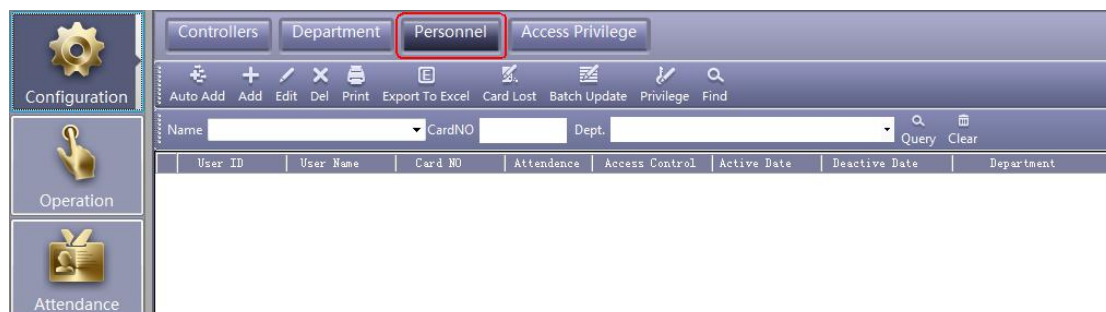 Controllers Department Personnel Access Privilege
Auto Add Add Edit Del Print Export To Excel Card Lost Batch Update Privilege Find
Name CardNO Dept. Query Clear
User ID User Name Card NO Attendence Access Control Active Date Deactive Date Department
Configuration
Operation
Attendance